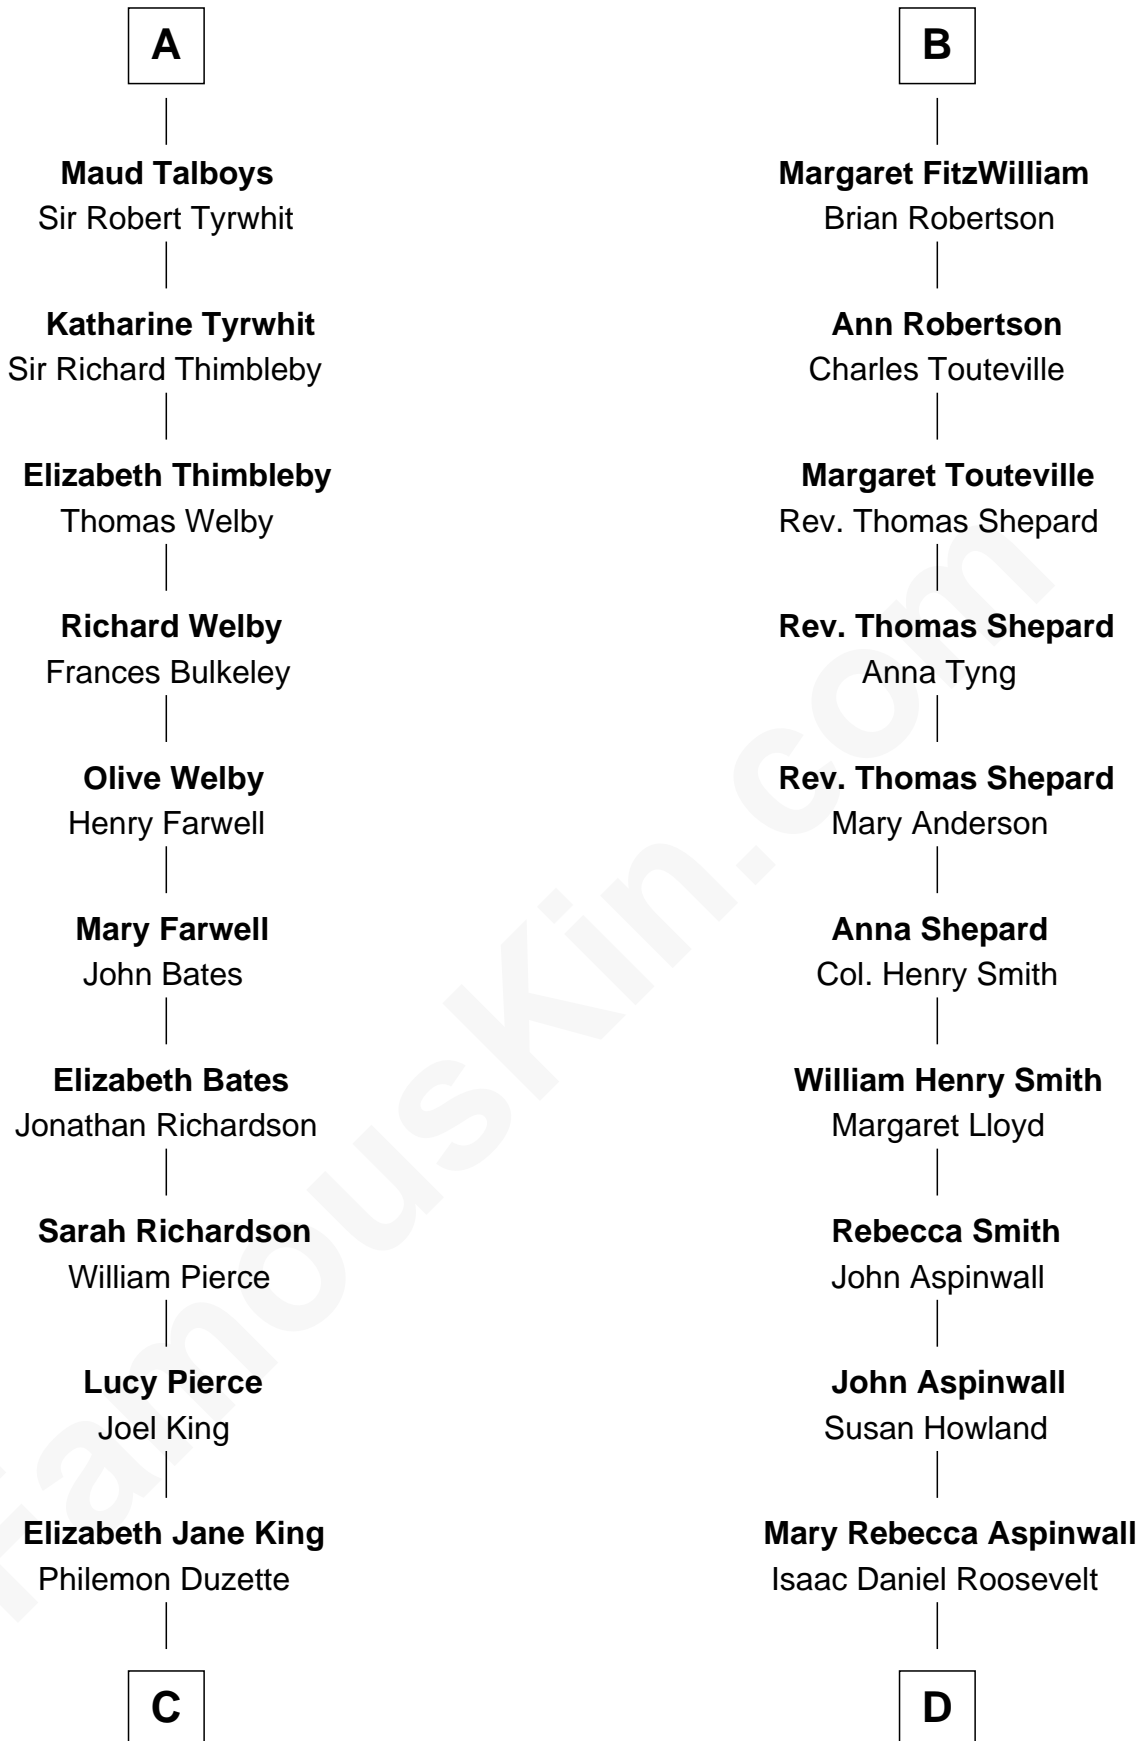 A
Maud Talboys
Sir Robert Tyrwhit
Katharine Tyrwhit
Sir Richard Thimbleby
Elizabeth Thimbleby
Thomas Welby
Richard Welby
Frances Bulkeley
Olive Welby
Henry Farwell
Mary Farwell
John Bates
Elizabeth Bates
Jonathan Richardson
Sarah Richardson
William Pierce
Lucy Pierce
Joel King
Elizabeth Jane King
Philemon Duzette
C
B
Margaret FitzWilliam
Brian Robertson
Ann Robertson
Charles Touteville
Margaret Touteville
Rev. Thomas Shepard
Rev. Thomas Shepard
Anna Tyng
Rev. Thomas Shepard
Mary Anderson
Anna Shepard
Col. Henry Smith
William Henry Smith
Margaret Lloyd
Rebecca Smith
John Aspinwall
John Aspinwall
Susan Howland
Mary Rebecca Aspinwall
Isaac Daniel Roosevelt
D
FamousKin.com